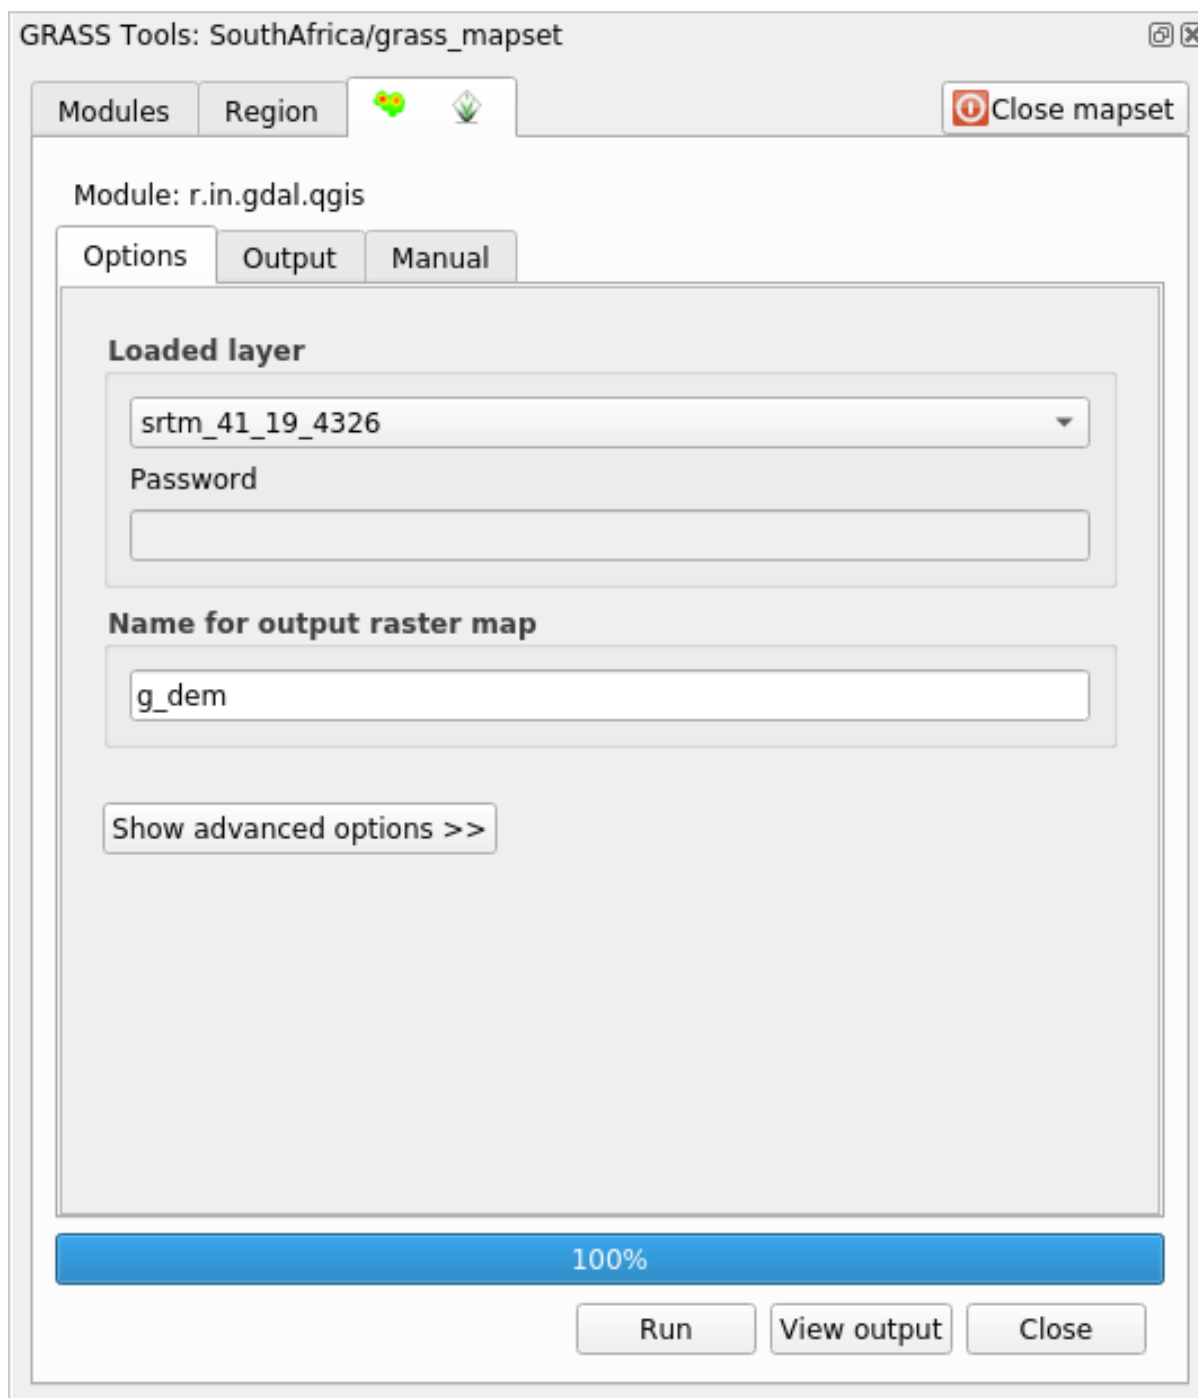 GRASS Tools: SouthAfrica/grass_mapset
Modules Region Close mapset
Module: r.in.gdal.qgis
Options Output Manual
Loaded layer
srtm_41_19_4326
Password
Name for output raster map
g_dem
Show advanced options >>
100%
Run View output Close